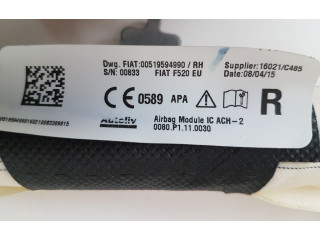 Dwg. FIAT:00519594990 / RH
Supplier:16021/C485
S/N: 00833
FIAT F520 EU
Date:08/04/15
CE 0589 APA
R
Autoliv
Airbag Module IC ACH-2
0080.P1.11.0030